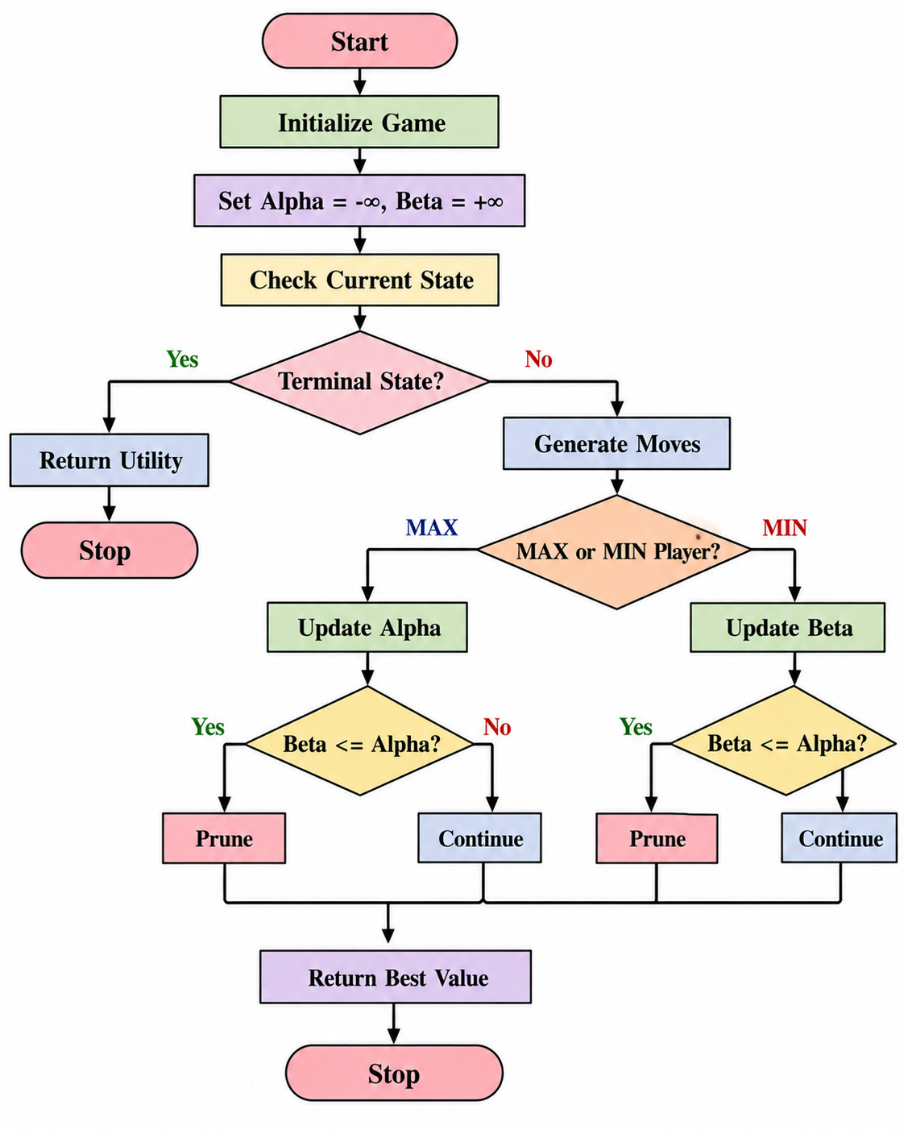 Start
Initialize Game
Set Alpha = -∞, Beta = +∞
Check Current State
Yes
No
Terminal State?
Return Utility
Generate Moves
Stop
MAX
MIN
MAX or MIN Player?
Update Alpha
Update Beta
Yes
No
Beta <= Alpha?
Yes
Beta <= Alpha?
Prune
Continue
Prune
Continue
Return Best Value
Stop